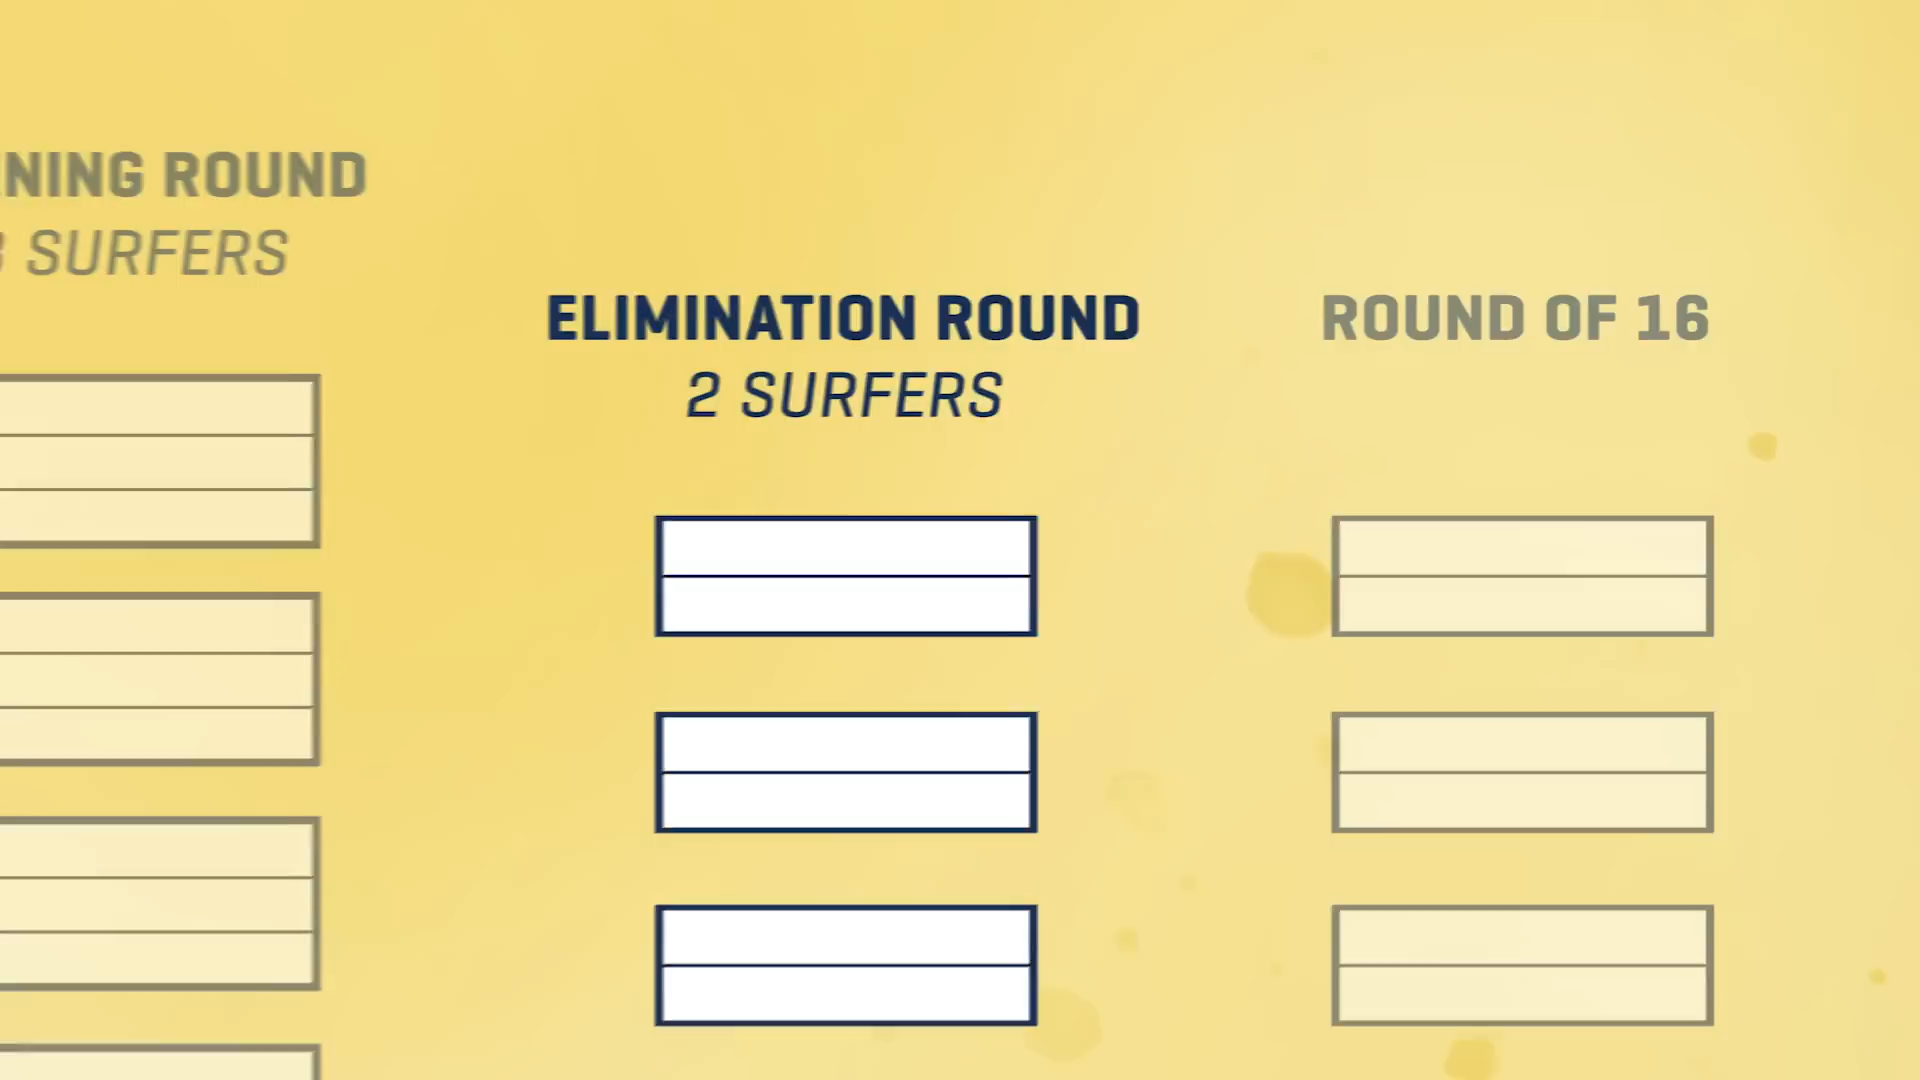 NING ROUND
SURFERS
ELIMINATION ROUND
2 SURFERS
ROUND OF 16